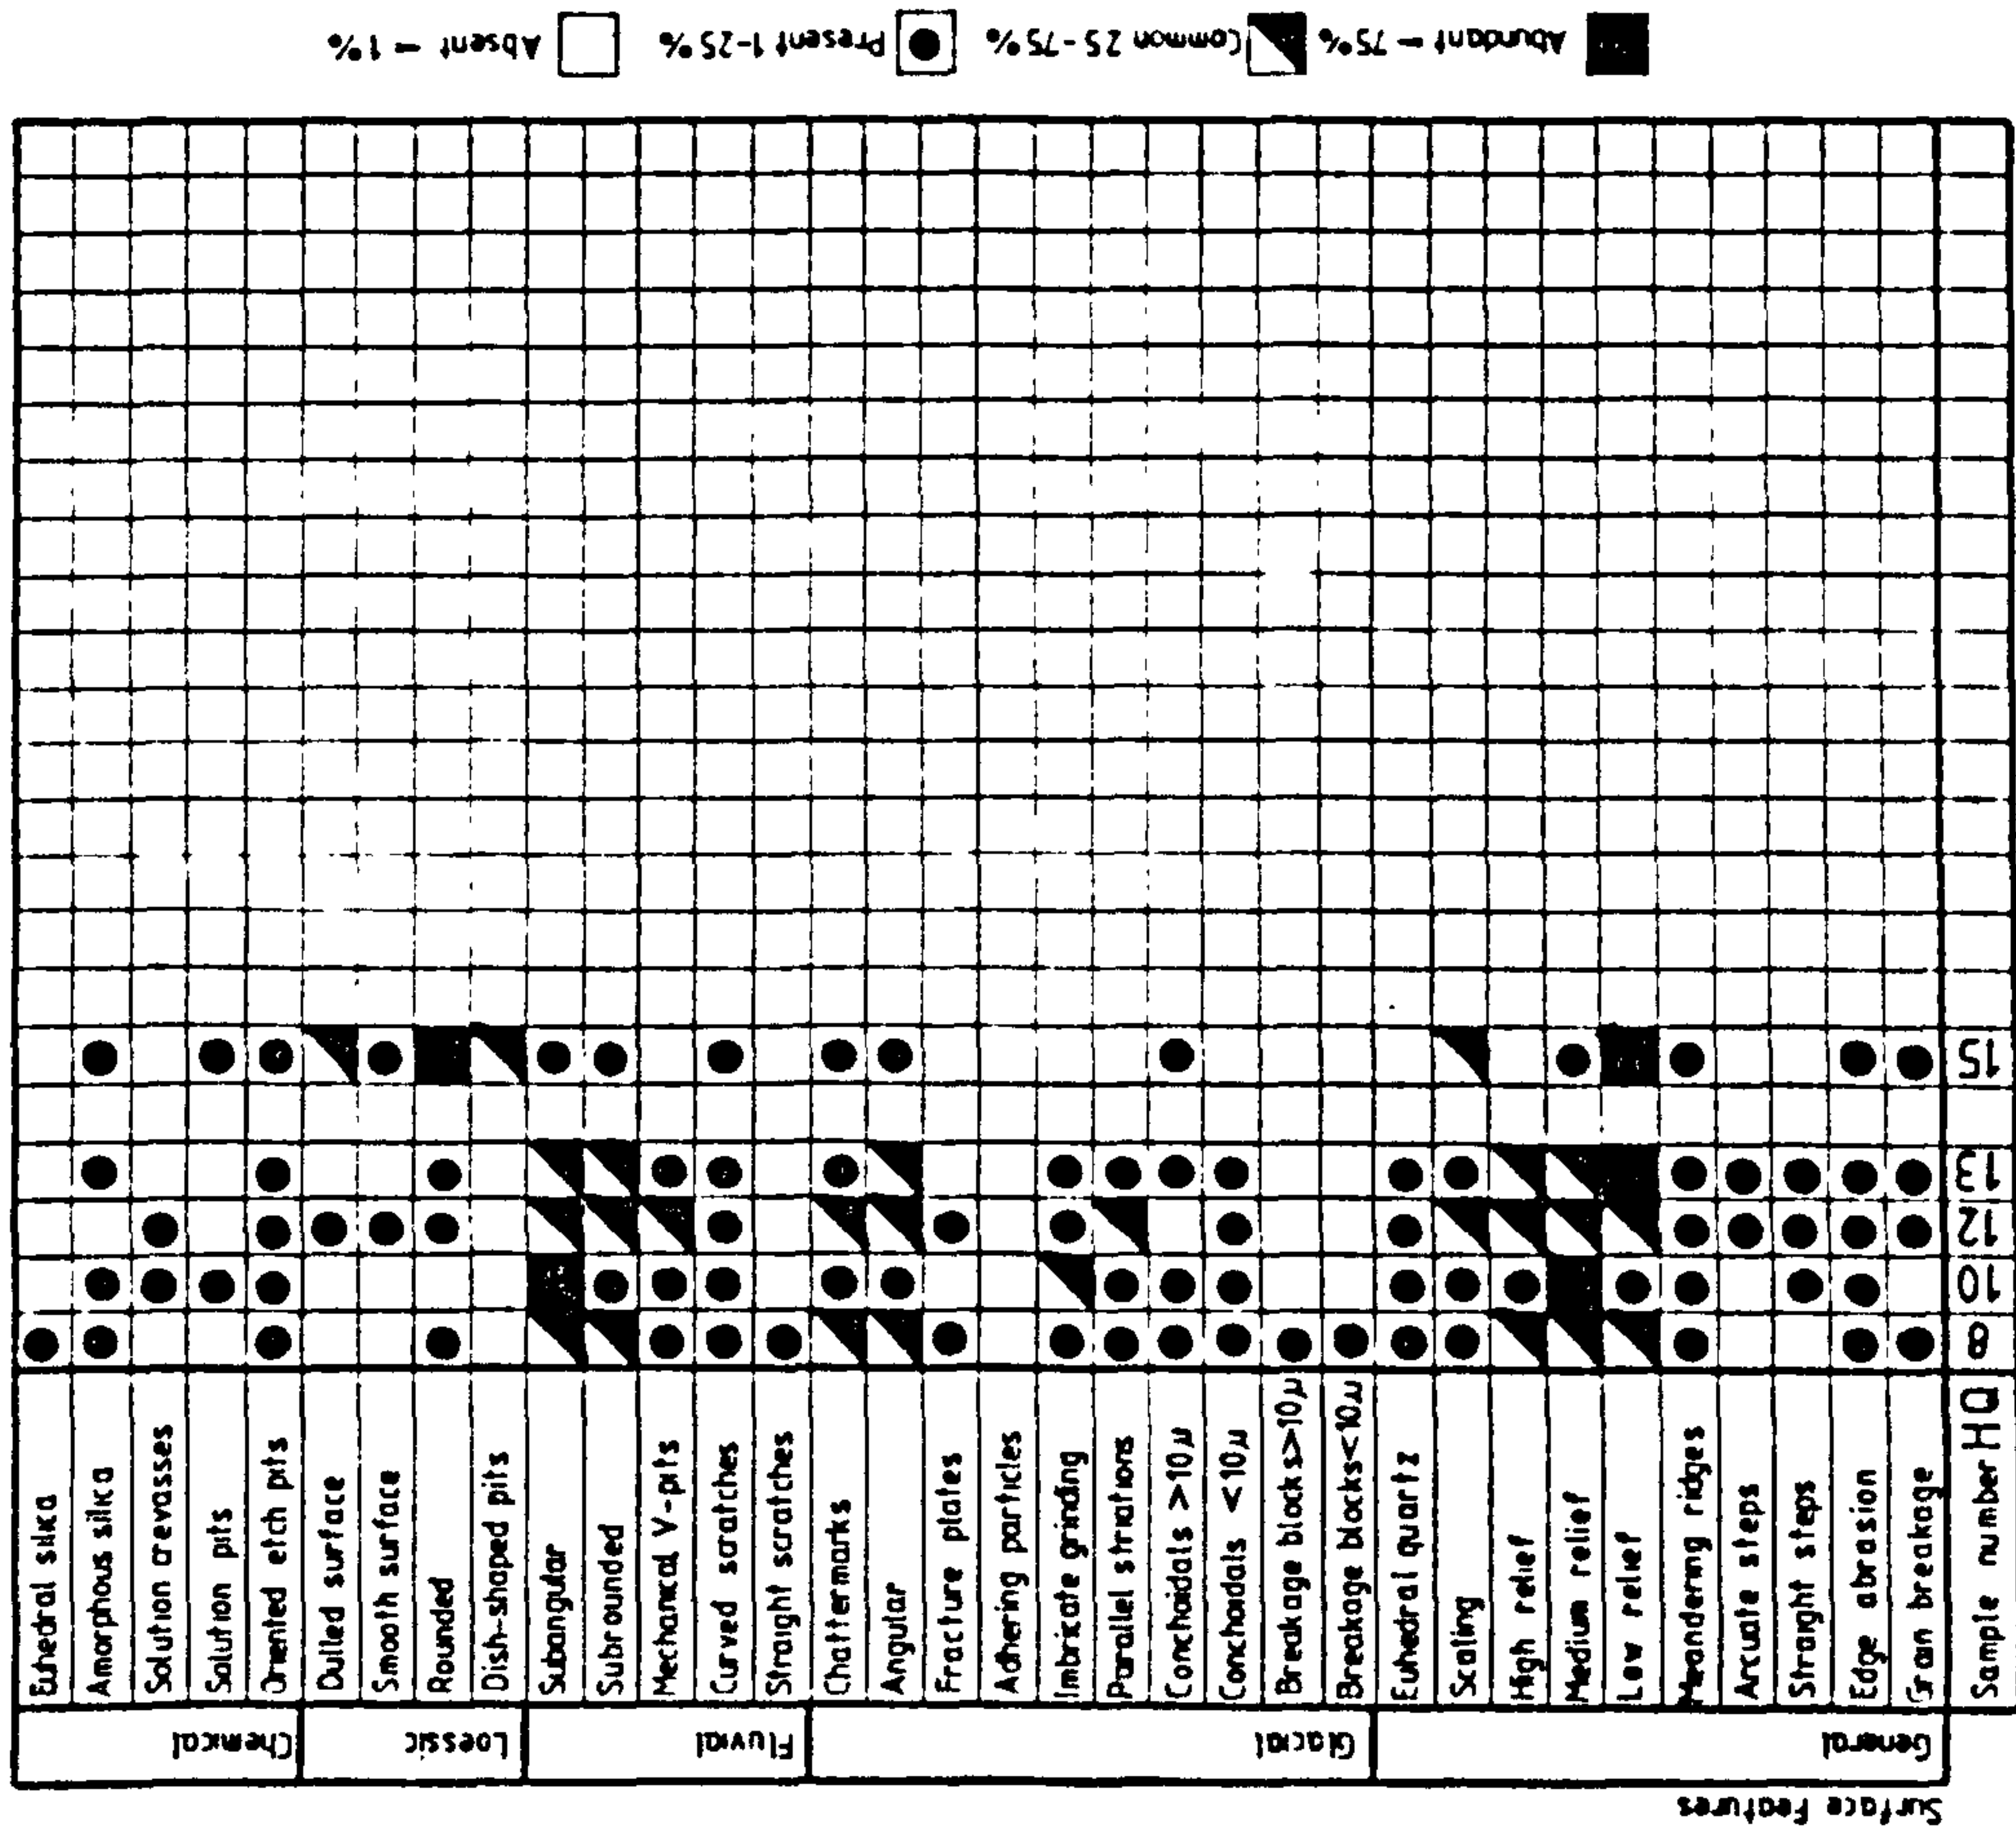 Absent — 1%
Present 1-25%
Common 25-75%
Abundant — 75%
Surface Features
Chemical
Loessic
Fluvial
Glacial
General
Euhedral silica
Amorphous silica
Solution crevasses
Solution pits
Oriented etch pits
Dulled surface
Smooth surface
Rounded
Dish-shaped pits
Subangular
Subrounded
Mechanical V-pits
Curved scratches
Straight scratches
Chattermarks
Angular
Fracture plates
Adhering particles
Imbricate grinding
Parallel striations
Conchoidals >10µ
Conchoidals <10µ
Breakage blocks>10µ
Breakage blocks<10µ
Euhedral quartz
Scaling
High relief
Medium relief
Low relief
Meandering ridges
Arcuate steps
Straight steps
Edge abrasion
Grain breakage
Sample number HQ
8
10
12
13
15